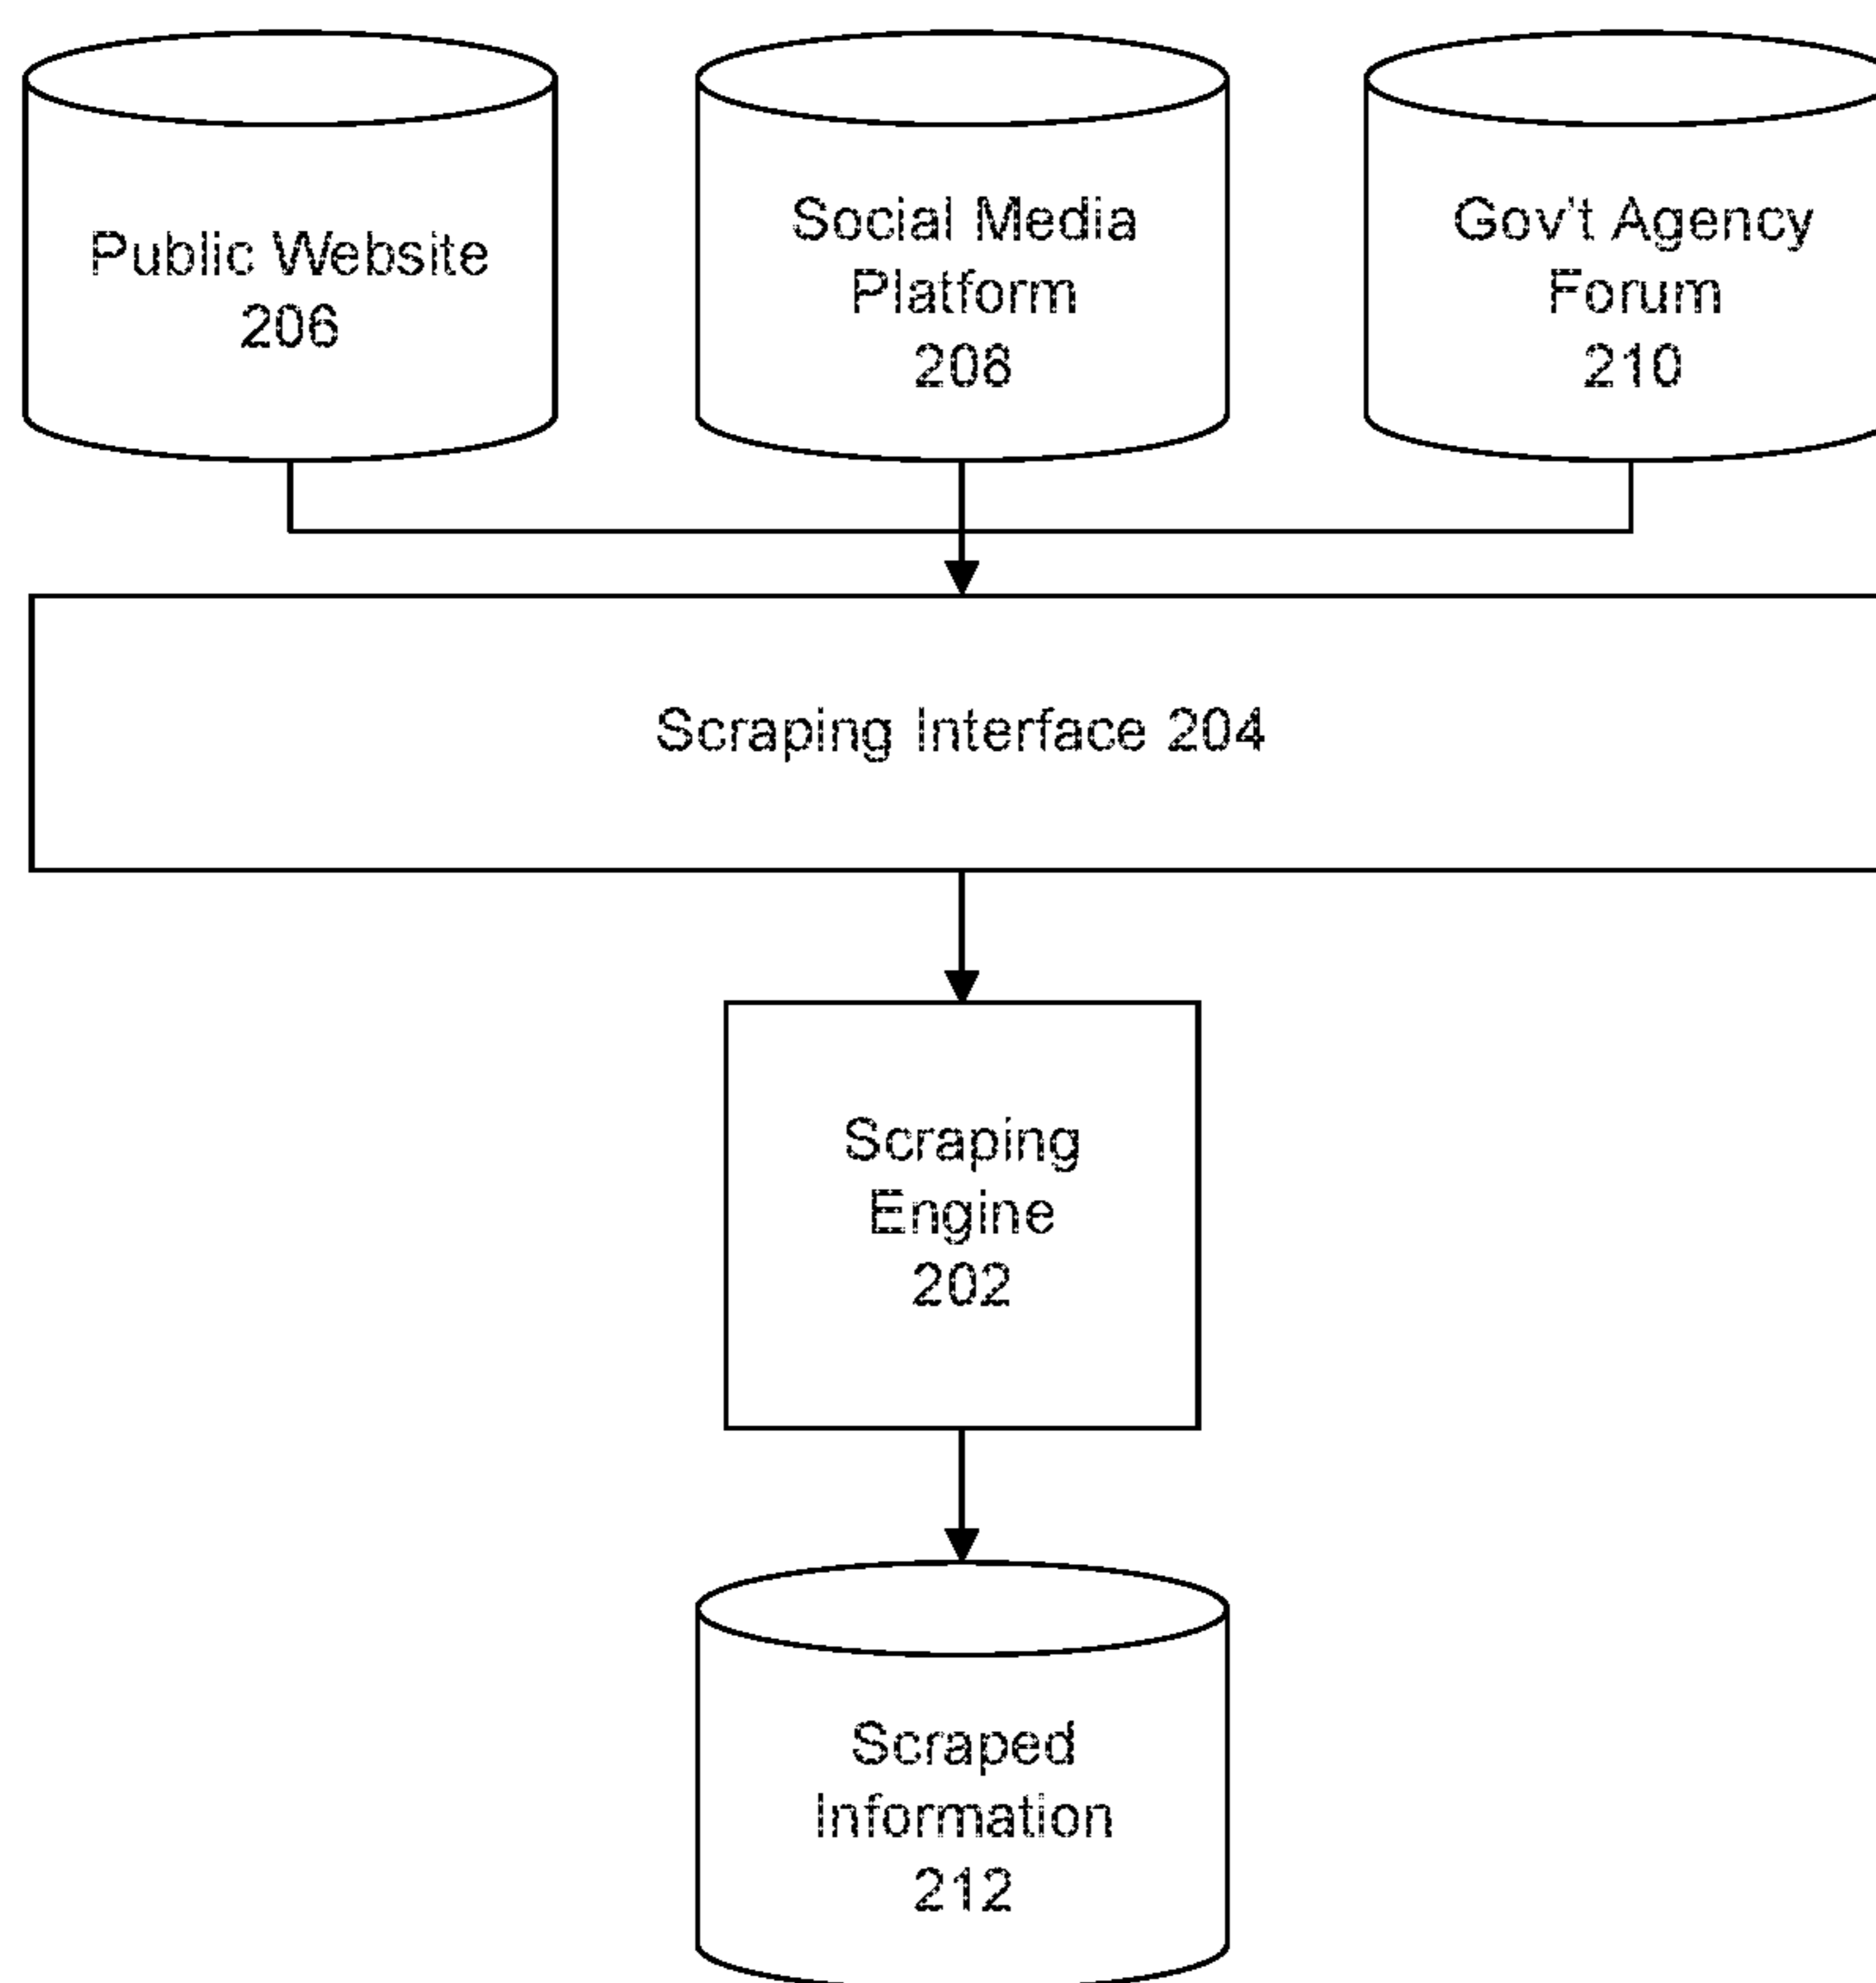 Public Website
206
Social Media
Platform
208
Gov't Agency
Forum
210
Scraping Interface 204
Scraping
Engine
202
Scraped
Information
212